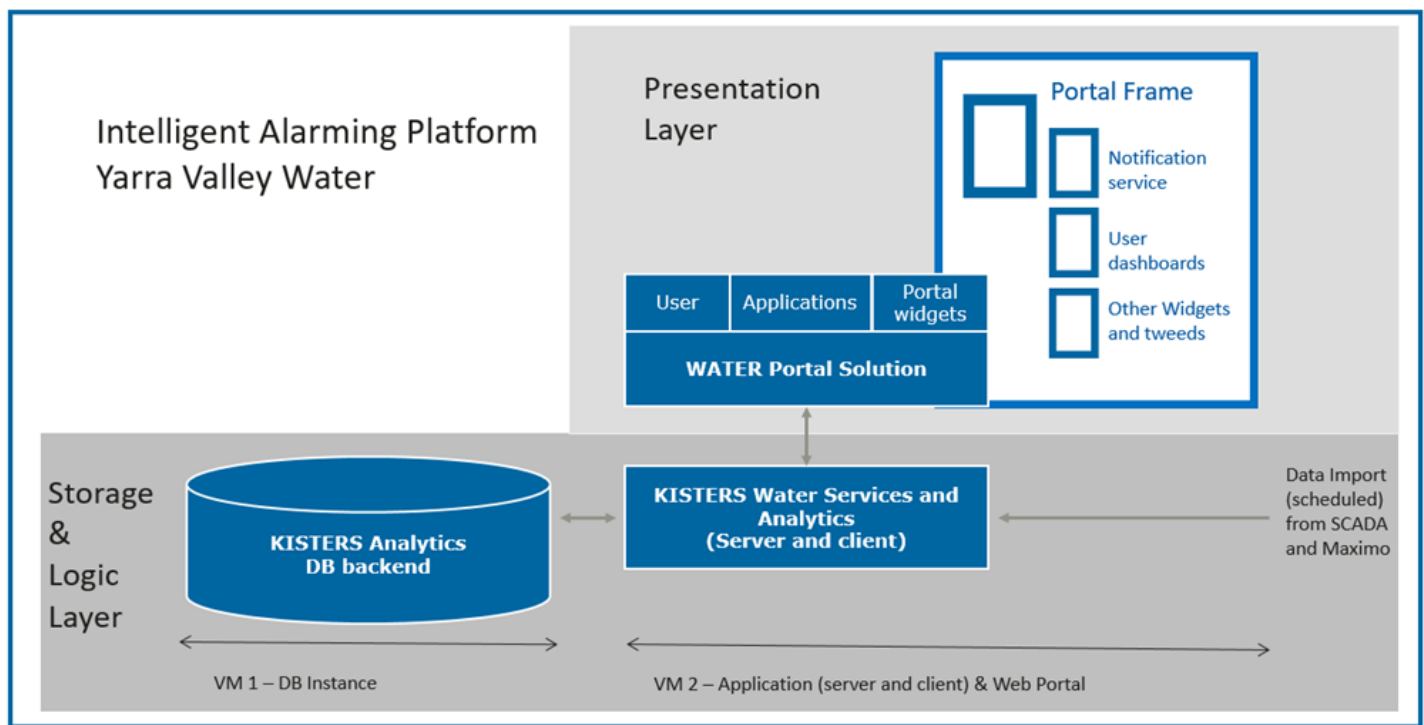 Intelligent Alarming Platform
Yarra Valley Water
Presentation
Layer
Portal Frame
Notification
service
User
dashboards
Other Widgets
and tweeds
User
Applications
Portal
widgets
WATER Portal Solution
Storage
&
Logic
Layer
KISTERS Analytics
DB backend
KISTERS Water Services and
Analytics
(Server and client)
Data Import
(scheduled)
from SCADA
and Maximo
VM 1 – DB Instance
VM 2 – Application (server and client) & Web Portal